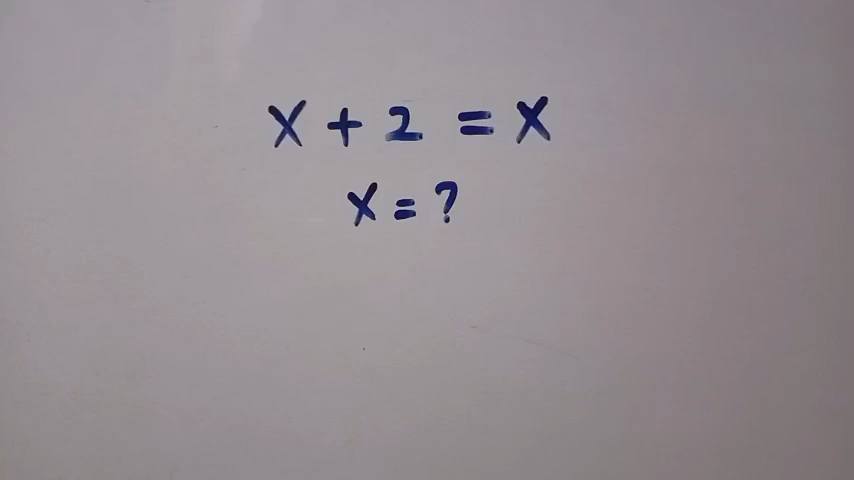 x + 2 = x
x = ?